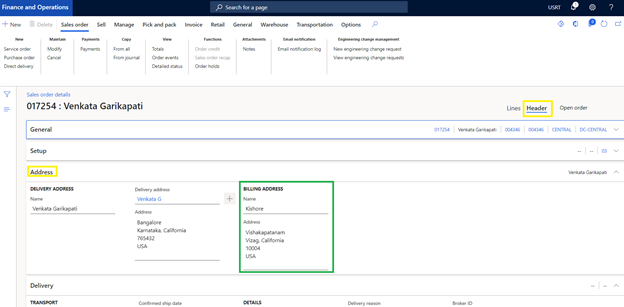 Finance and Operations
Search for a page
USRT
New
Delete
Sales order
Sell
Manage
Pick and pack
Invoice
Retail
General
Warehouse
Transportation
Options
New
Service order
Purchase order
Direct delivery
Maintain
Modify
Cancel
Payments
Payments
Copy
From all
From journal
View
Totals
Order events
Detailed status
Functions
Order credit
Sales order recap
Order holds
Attachments
Notes
Email notification
Email notification log
Engineering change management
New engineering change request
View engineering change requests
Sales order details
017254 : Venkata Garikapati
Lines
Header
Open order
General
017254
Venkata Garikapati
004346
004346
CENTRAL
DC-CENTRAL
Setup
--
--
Address
Venkata Garikapati
DELIVERY ADDRESS
Name
Venkata Garikapati
Delivery address
Venkata G
Address
Bangalore
Karnataka, California
765432
USA
BILLING ADDRESS
Name
Kishore
Address
Vishakapatanam
Vizag, California
10004
USA
Delivery
--
--
TRANSPORT
Confirmed ship date
DETAILS
Delivery reason
Broker ID